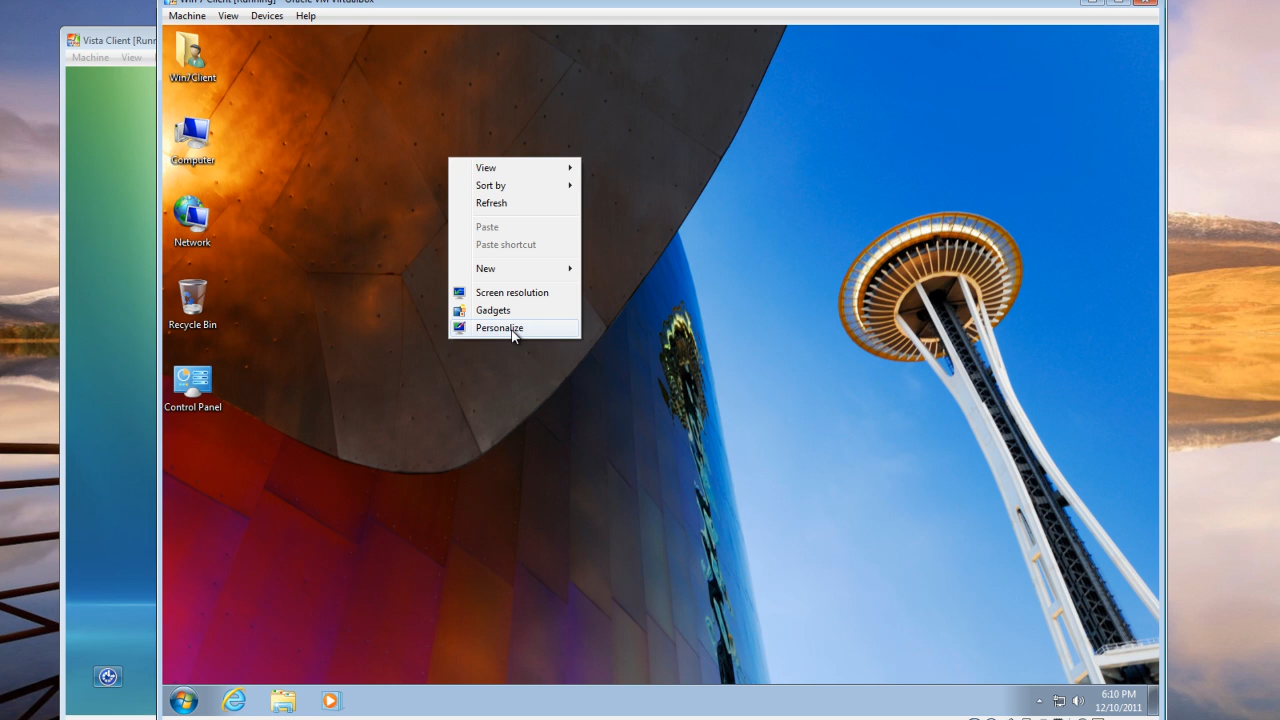 Win 7 Client [Running] - Oracle VM VirtualBox
Machine View Devices Help
Vista Client [Runn
Machine View
Win7Client
Computer
Network
Recycle Bin
Control Panel
View
Sort by
Refresh
Paste
Paste shortcut
New
Screen resolution
Gadgets
Personalize
6:10 PM
12/10/2011